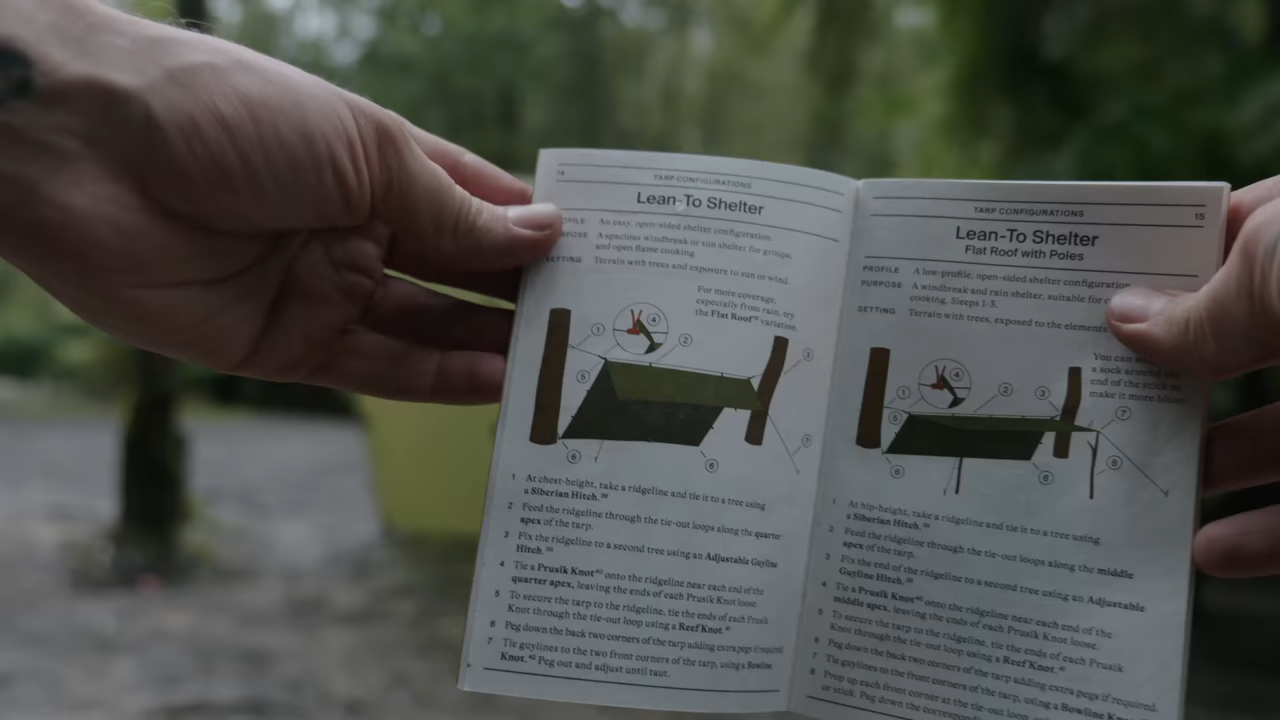 14
TARP CONFIGURATIONS
Lean-To Shelter
An easy, open-sided shelter configuration.
A spacious windbreak or sun shelter for groups,
and open flame cooking.
SETTING Terrain with trees and exposure to sun or wind.
For more coverage,
especially from rain, try
the Flat Roof variation.
1
4
2
3
5
6
6
7
1 At chest-height, take a ridgeline and tie it to a tree using
a Siberian Hitch.
2 Feed the ridgeline through the tie-out loops along the quarter
apex of the tarp.
3 Fix the ridgeline to a second tree using an Adjustable Guyline
Hitch.
4 Tie a Prusik Knot onto the ridgeline near each end of the
quarter apex, leaving the ends of each Prusik Knot loose.
5 To secure the tarp to the ridgeline, tie the ends of each Prusik
Knot through the tie-out loop using a Reef Knot.
6 Peg down the back two corners of the tarp adding extra pegs if required.
7 Tie guylines to the two front corners of the tarp, using a Bowline
Knot. Peg out and adjust until taut.
TARP CONFIGURATIONS
15
Lean-To Shelter
Flat Roof with Poles
PROFILE A low-profile, open-sided shelter configuration.
PURPOSE A windbreak and rain shelter, suitable for
cooking. Sleeps 1-3.
SETTING Terrain with trees, exposed to the elements
You can
a sock around the
end of the stick to
make it more blunt.
1
4
2
3
5
7
6
6
8
1 At hip-height, take a ridgeline and tie it to a tree using
a Siberian Hitch.
2 Feed the ridgeline through the tie-out loops along the middle
apex of the tarp.
3 Fix the end of the ridgeline to a second tree using an Adjustable
Guyline Hitch.
4 Tie a Prusik Knot onto the ridgeline near each end of the
middle apex, leaving the ends of each Prusik Knot loose.
5 To secure the tarp to the ridgeline, tie the ends of each Prusik
Knot through the tie-out loop using a Reef Knot.
6 Peg down the back two corners of the tarp adding extra pegs if required.
7 Tie guylines to the front corners of the tarp, using a Bowline
8 Prop up each front corner at the tie-out loop
or stick. Peg down the